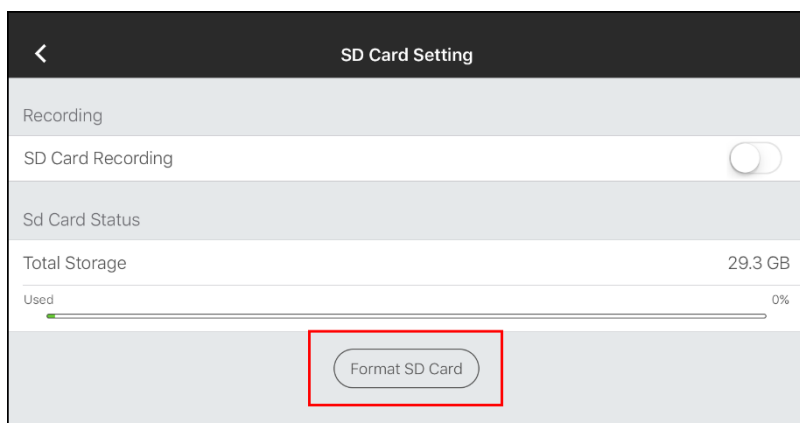 SD Card Setting
Recording
SD Card Recording
Sd Card Status
Total Storage 29.3 GB
Used 0%
Format SD Card